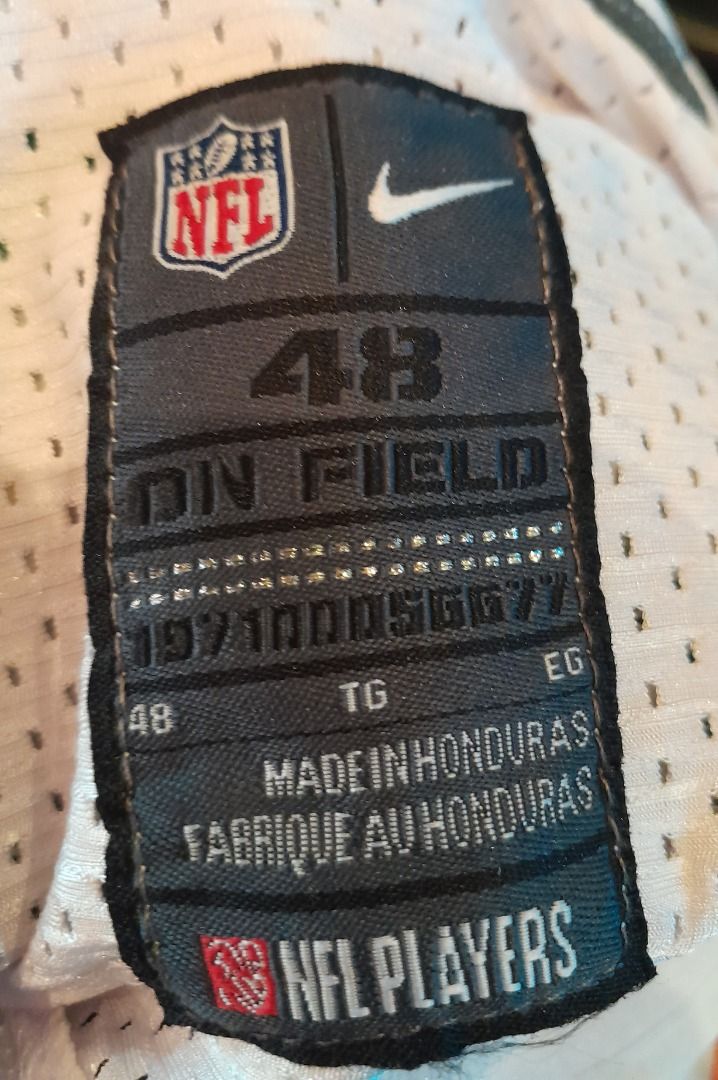 NFL
48
ON FIELD
48 TG EG
MADE IN HONDURAS
FABRIQUE AU HONDURAS
NFL PLAYERS